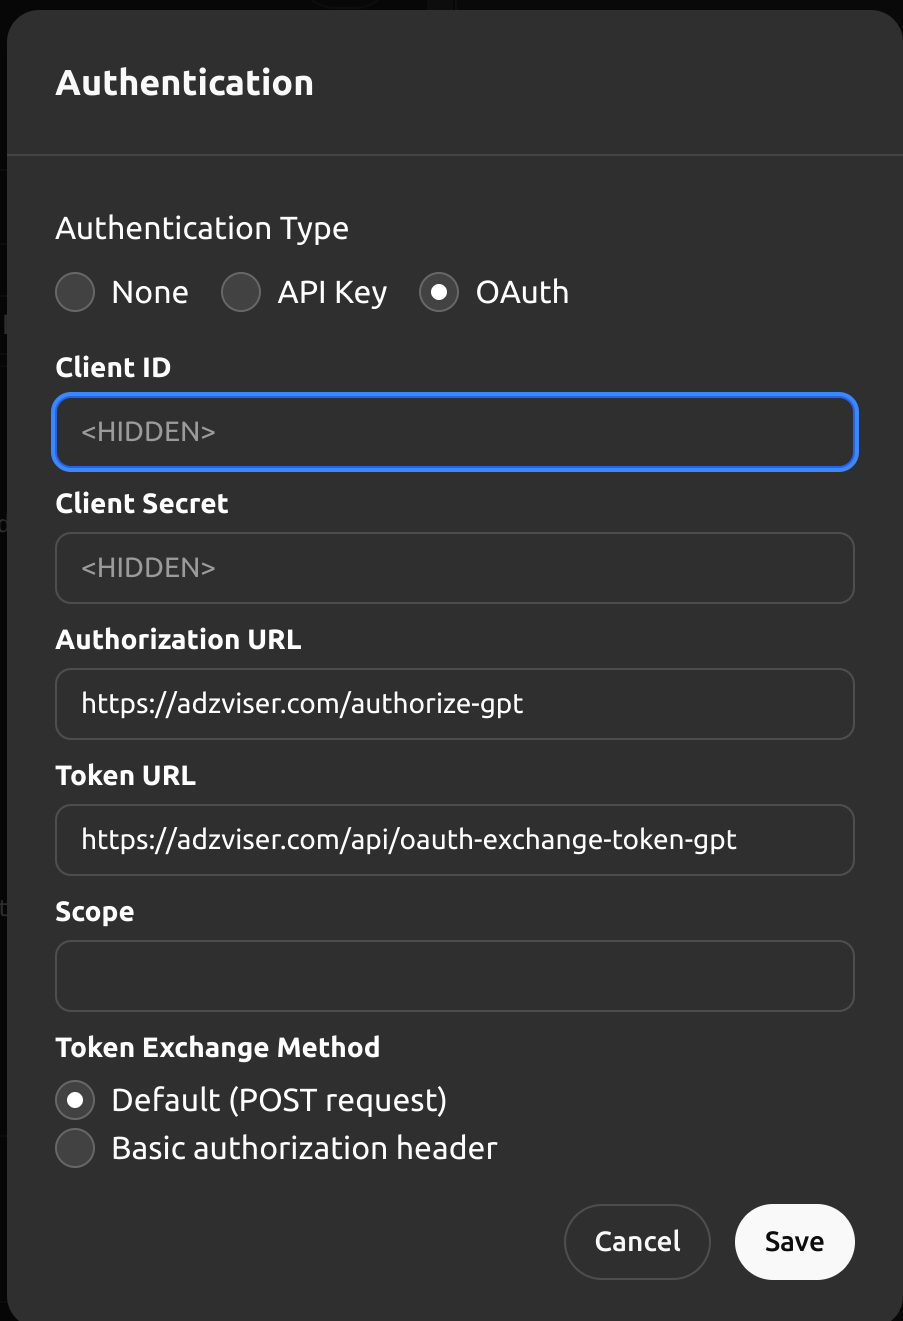 Authentication
Authentication Type
None API Key OAuth
Client ID
<HIDDEN>
Client Secret
<HIDDEN>
Authorization URL
https://adzviser.com/authorize-gpt
Token URL
https://adzviser.com/api/oauth-exchange-token-gpt
Scope
Token Exchange Method
Default (POST request)
Basic authorization header
Cancel Save